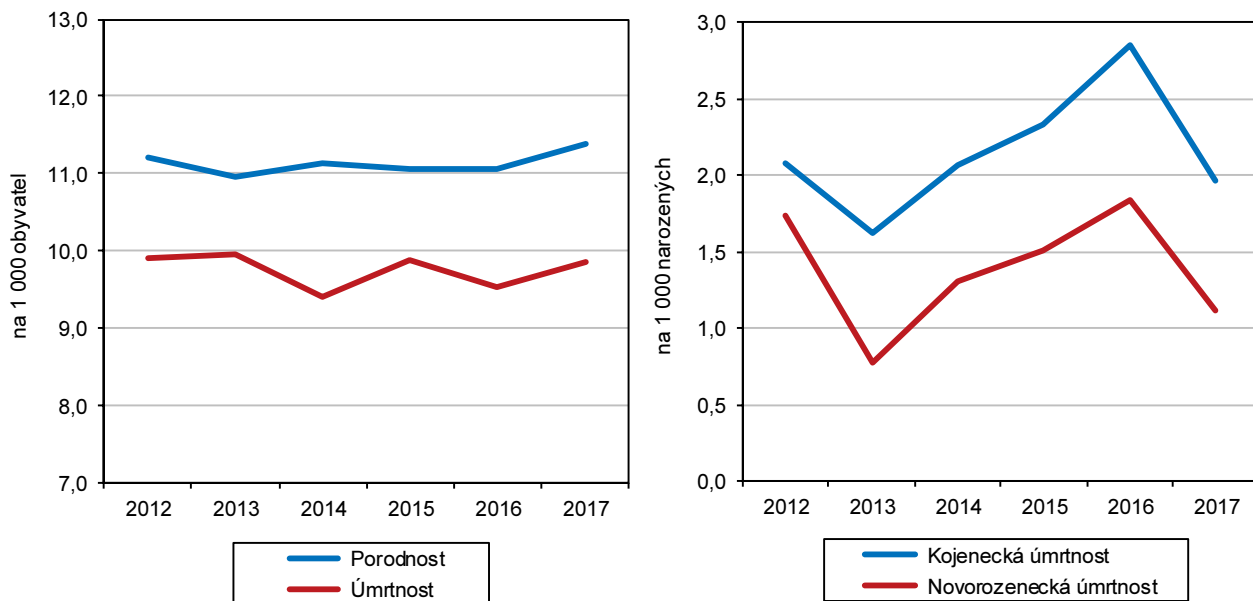 na 1 000 obyvatel
13,0
12,0
11,0
10,0
9,0
8,0
7,0
2012 2013 2014 2015 2016 2017
Porodnost
Úmrtnost
na 1 000 narozených
3,0
2,5
2,0
1,5
1,0
0,5
0,0
2012 2013 2014 2015 2016 2017
Kojenecká úmrtnost
Novorozenecká úmrtnost